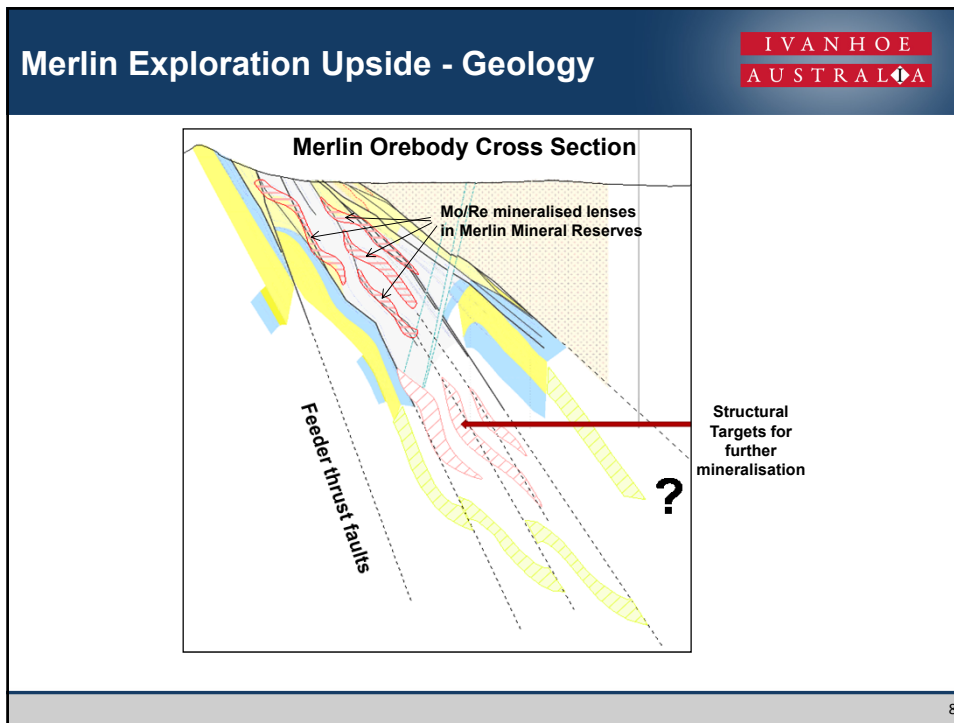 Merlin Exploration Upside - Geology
IVANHOE
AUSTRALIA
Merlin Orebody Cross Section
Mo/Re mineralised lenses
in Merlin Mineral Reserves
Feeder thrust faults
Structural
Targets for
further
mineralisation
?
8